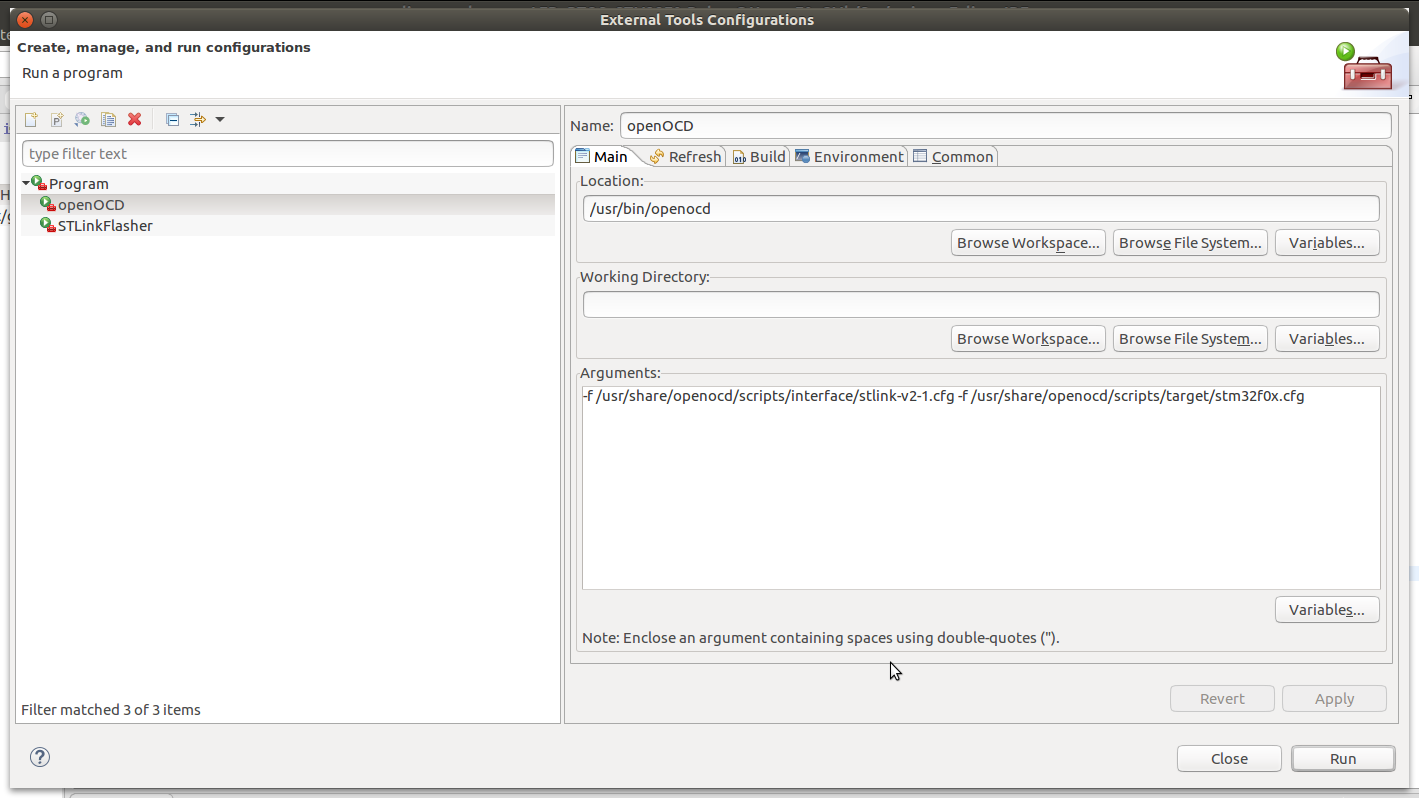 External Tools Configurations
Create, manage, and run configurations
Run a program
type filter text
Program
openOCD
STLinkFlasher
Filter matched 3 of 3 items
Name: openOCD
Main Refresh Build Environment Common
Location:
/usr/bin/openocd
Browse Workspace... Browse File System... Variables...
Working Directory:
Browse Workspace... Browse File System... Variables...
Arguments:
-f /usr/share/openocd/scripts/interface/stlink-v2-1.cfg -f /usr/share/openocd/scripts/target/stm32f0x.cfg
Variables...
Note: Enclose an argument containing spaces using double-quotes (").
Revert Apply
? Close Run